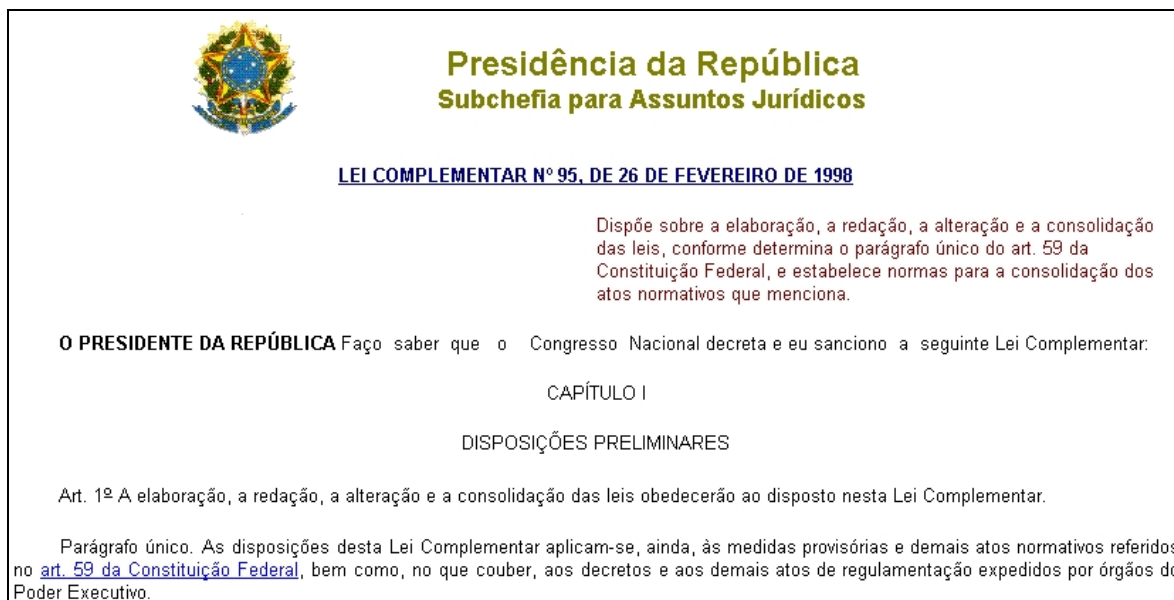 Presidência da República
Subchefia para Assuntos Jurídicos
LEI COMPLEMENTAR Nº 95, DE 26 DE FEVEREIRO DE 1998
Dispõe sobre a elaboração, a redação, a alteração e a consolidação
das leis, conforme determina o parágrafo único do art. 59 da
Constituição Federal, e estabelece normas para a consolidação dos
atos normativos que menciona.
O PRESIDENTE DA REPÚBLICA Faço saber que o Congresso Nacional decreta e eu sanciono a seguinte Lei Complementar:
CAPÍTULO I
DISPOSIÇÕES PRELIMINARES
Art. 1º A elaboração, a redação, a alteração e a consolidação das leis obedecerão ao disposto nesta Lei Complementar.
Parágrafo único. As disposições desta Lei Complementar aplicam-se, ainda, às medidas provisórias e demais atos normativos referidos
no art. 59 da Constituição Federal, bem como, no que couber, aos decretos e aos demais atos de regulamentação expedidos por órgãos do
Poder Executivo.